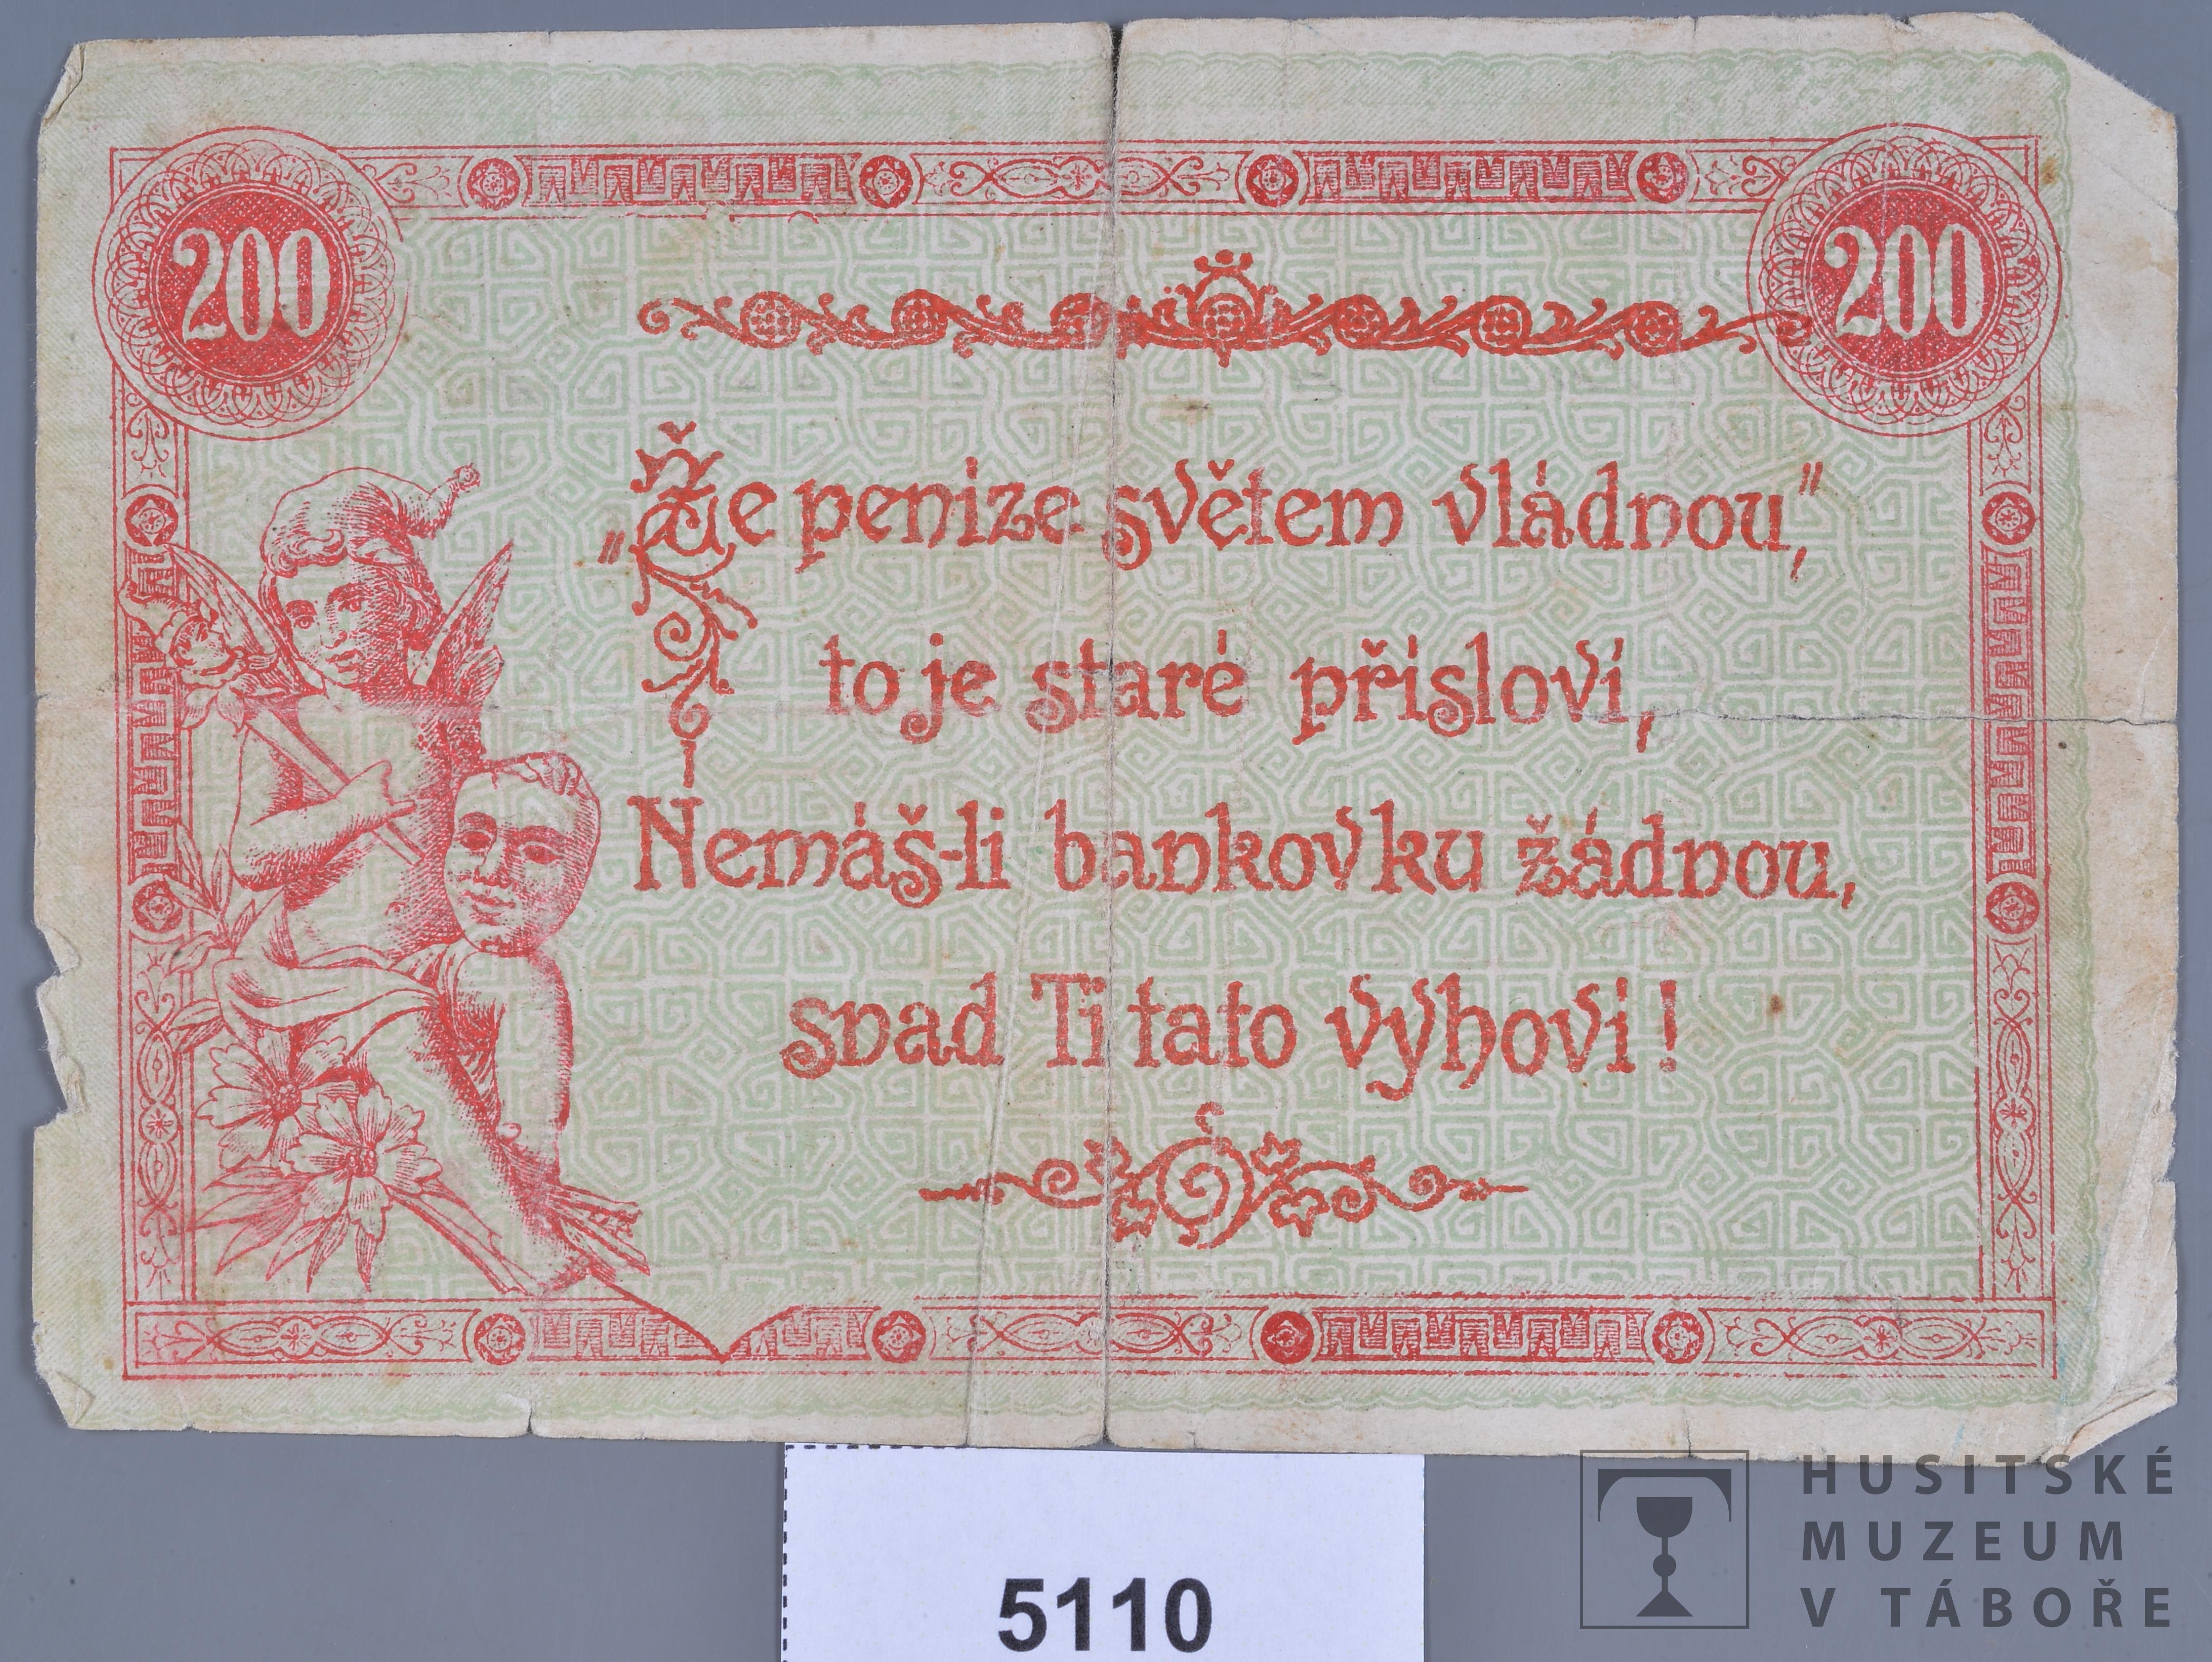 200
200
„Že peníze světem vládnou,"
to je staré přísloví,
Nemáš-li bankovku žádnou,
snad Ti tato vyhoví!
5110
HUSITSKÉ
MUZEUM
V TÁBOŘE